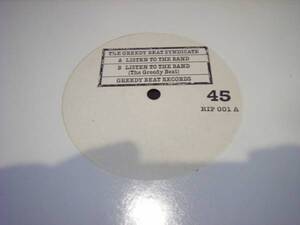 THE GREEDY BEAT SYNDICATE
A LISTEN TO THE BAND
B LISTEN TO THE BAND
(The Greedy Beat)
GREEDY BEAT RECORDS
45
RIP 001 A